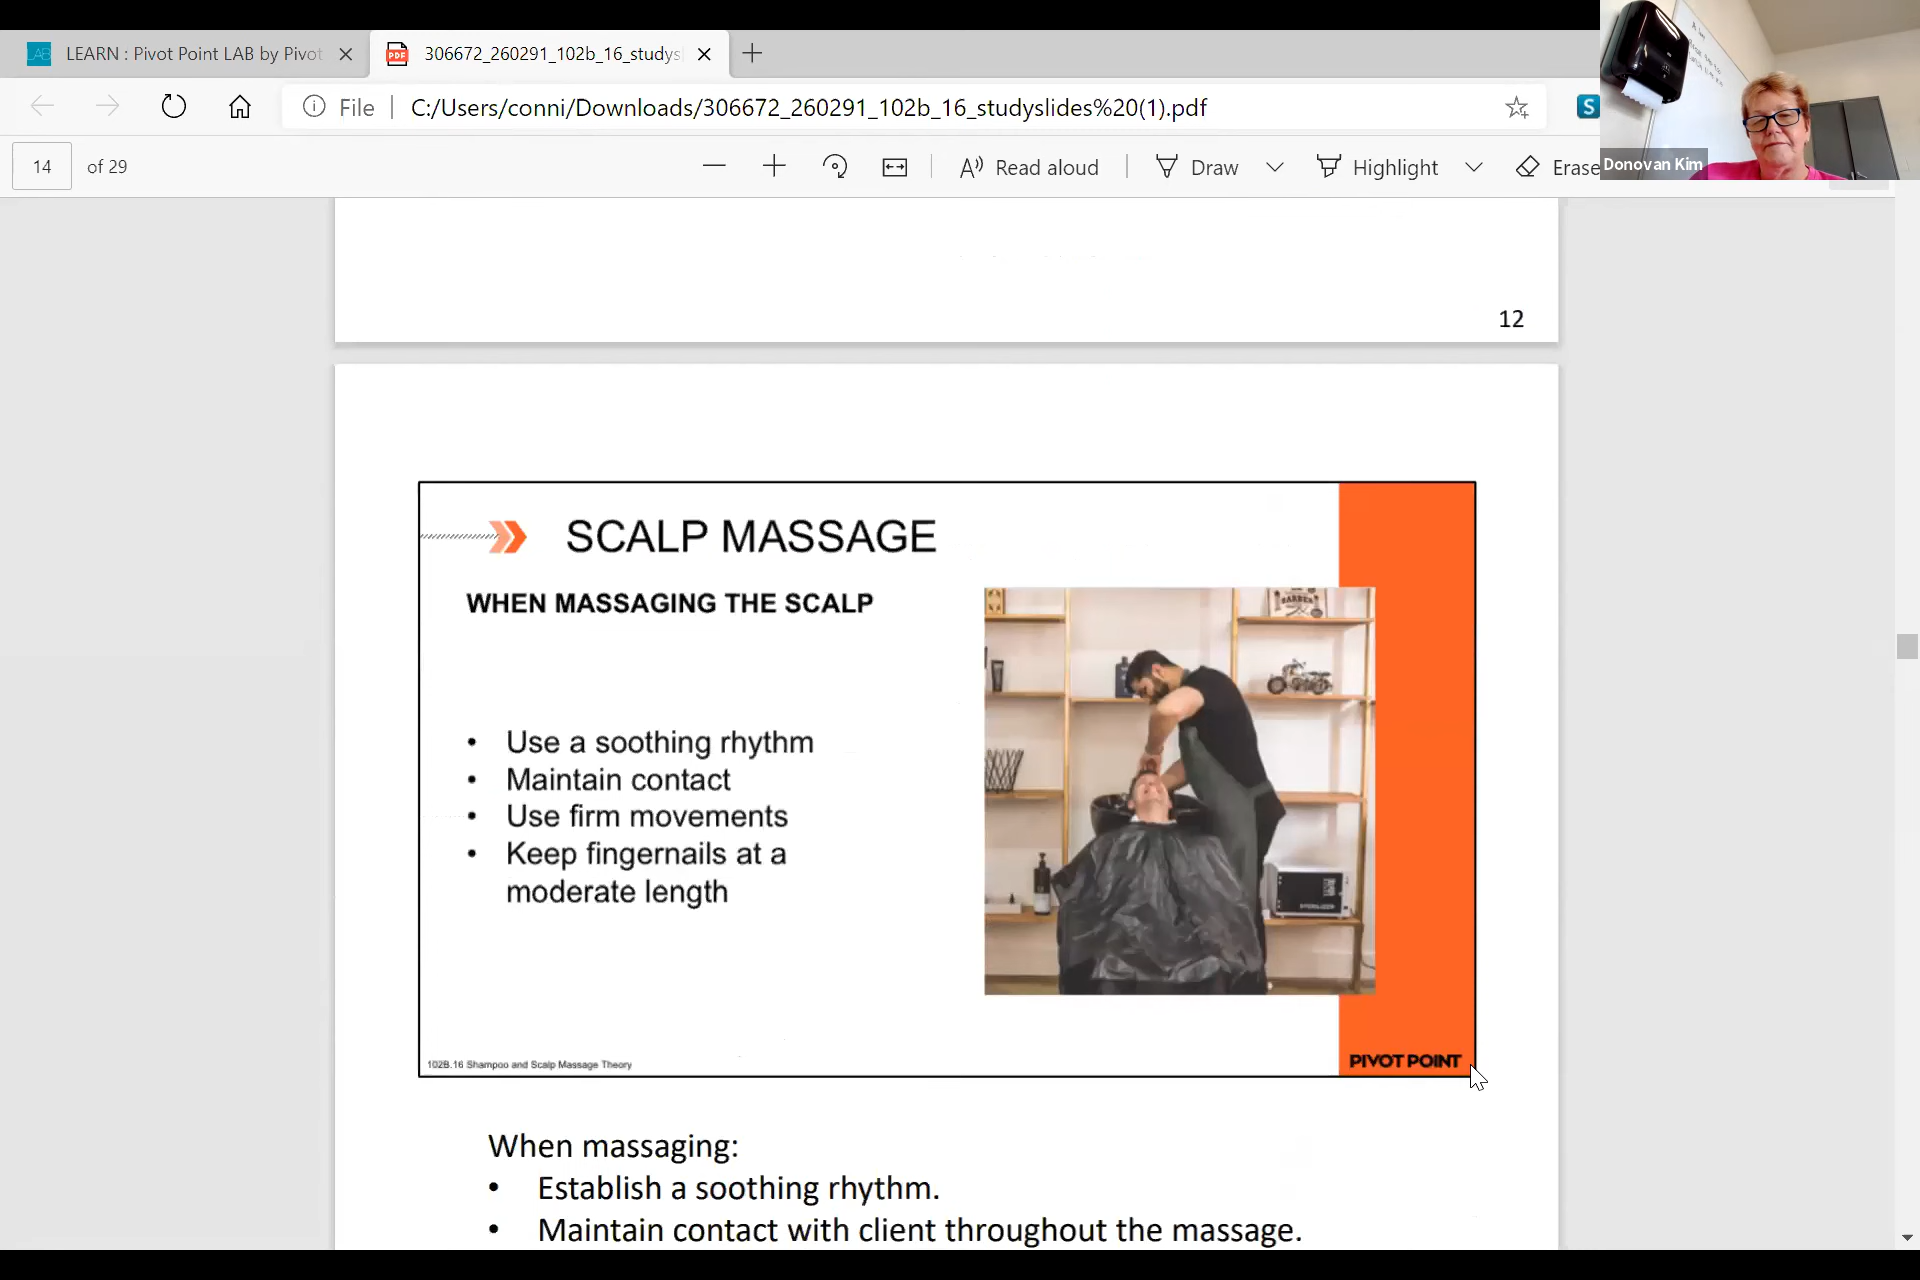 LEARN : Pivot Point LAB by Pivot
306672_260291_102b_16_studys
File
C:/Users/conni/Downloads/306672_260291_102b_16_studyslides%20(1).pdf
S
14 of 29
Read aloud
Draw
Highlight
Erase
Donovan Kim
12
SCALP MASSAGE
WHEN MASSAGING THE SCALP
• Use a soothing rhythm
• Maintain contact
• Use firm movements
• Keep fingernails at a
moderate length
BARBER
102B.16 Shampoo and Scalp Massage Theory
PIVOT POINT
When massaging:
• Establish a soothing rhythm.
• Maintain contact with client throughout the massage.